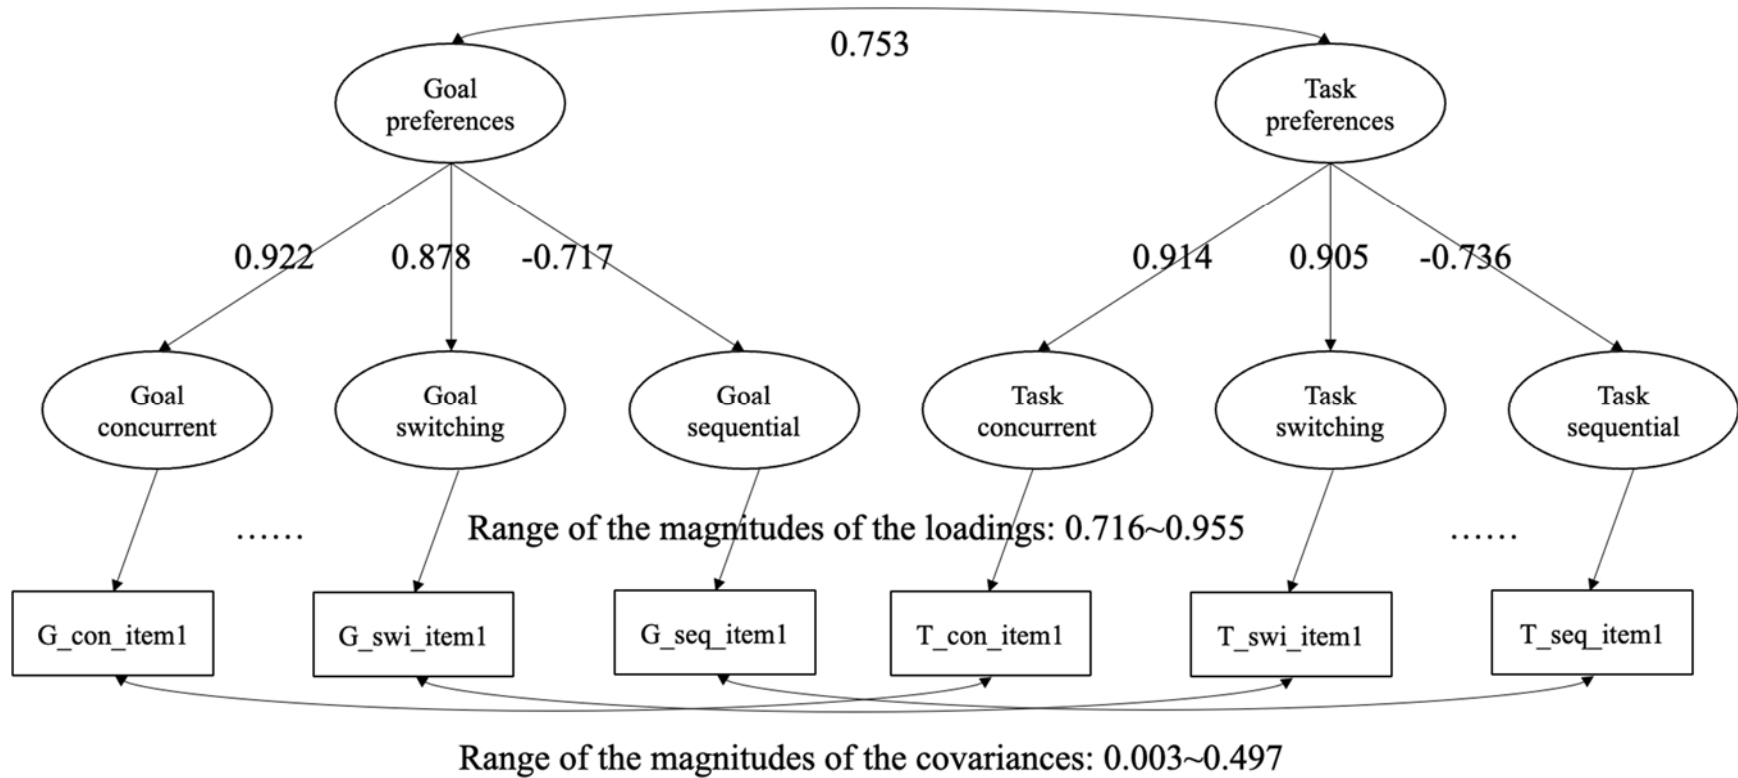 0.753
Goal
preferences
Task
preferences
0.922
0.878
-0.717
0.914
0.905
-0.736
Goal
concurrent
Goal
switching
Goal
sequential
Task
concurrent
Task
switching
Task
sequential
......
Range of the magnitudes of the loadings: 0.716~0.955
......
G_con_item1
G_swi_item1
G_seq_item1
T_con_item1
T_swi_item1
T_seq_item1
Range of the magnitudes of the covariances: 0.003~0.497